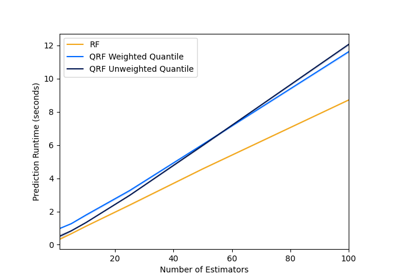 12
10
8
6
4
2
0
Prediction Runtime (seconds)
RF
QRF Weighted Quantile
QRF Unweighted Quantile
20
40
60
80
100
Number of Estimators